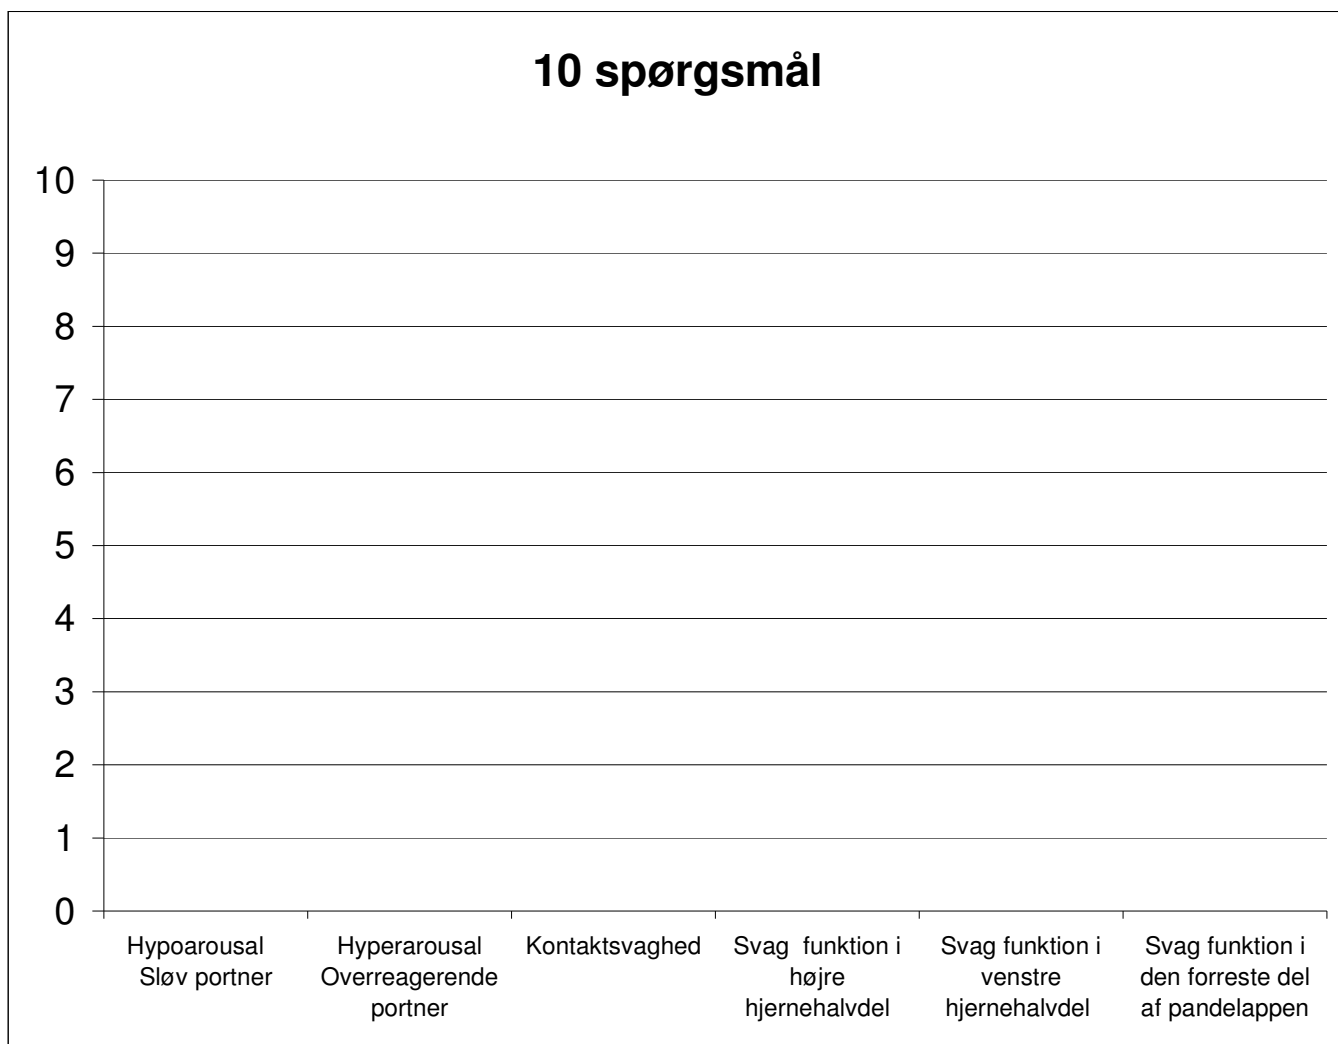 10 spørgsmål
10
9
8
7
6
5
4
3
2
1
0
Hypoarousal
Sløv portner
Hyperarousal
Overreagerende
portner
Kontaktsvaghed
Svag funktion i
højre
hjernehalvdel
Svag funktion i
venstre
hjernehalvdel
Svag funktion i
den forreste del
af pandelappen